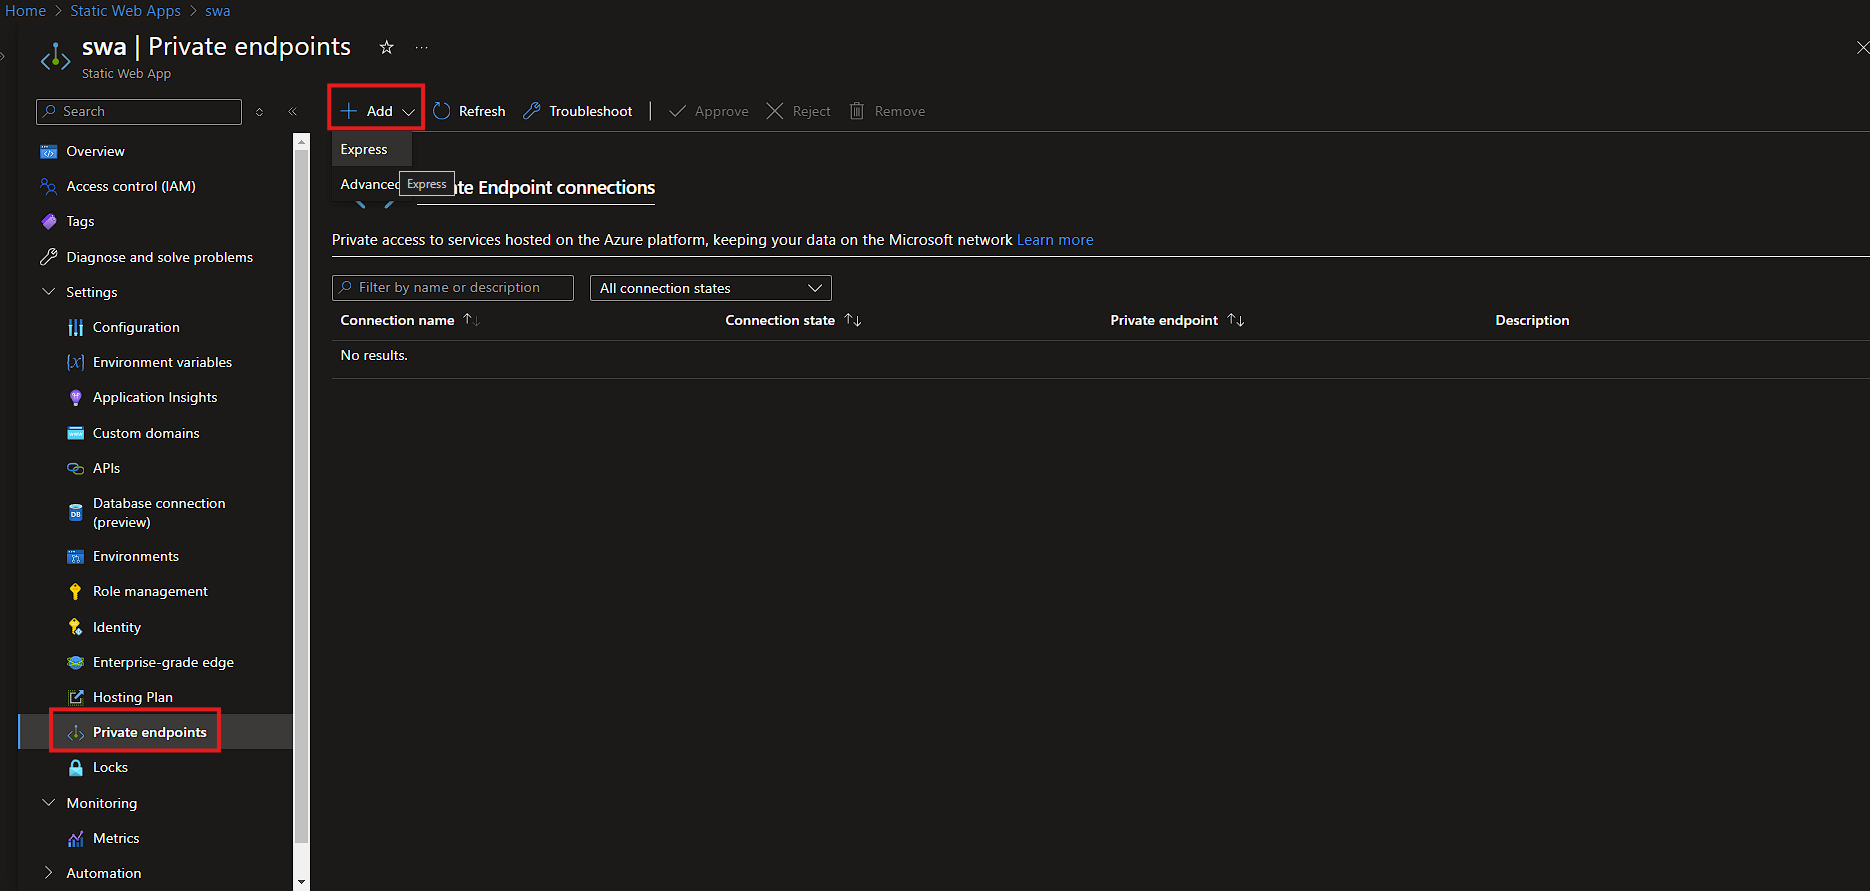 Home > Static Web Apps > swa
swa | Private endpoints
Static Web App
Search
Add
Refresh
Troubleshoot
Approve
Reject
Remove
Express
Advanced
Express
te Endpoint connections
Private access to services hosted on the Azure platform, keeping your data on the Microsoft network Learn more
Filter by name or description
All connection states
Connection name
Connection state
Private endpoint
Description
No results.
Overview
Access control (IAM)
Tags
Diagnose and solve problems
Settings
Configuration
Environment variables
Application Insights
Custom domains
APIs
Database connection
(preview)
Environments
Role management
Identity
Enterprise-grade edge
Hosting Plan
Private endpoints
Locks
Monitoring
Metrics
Automation